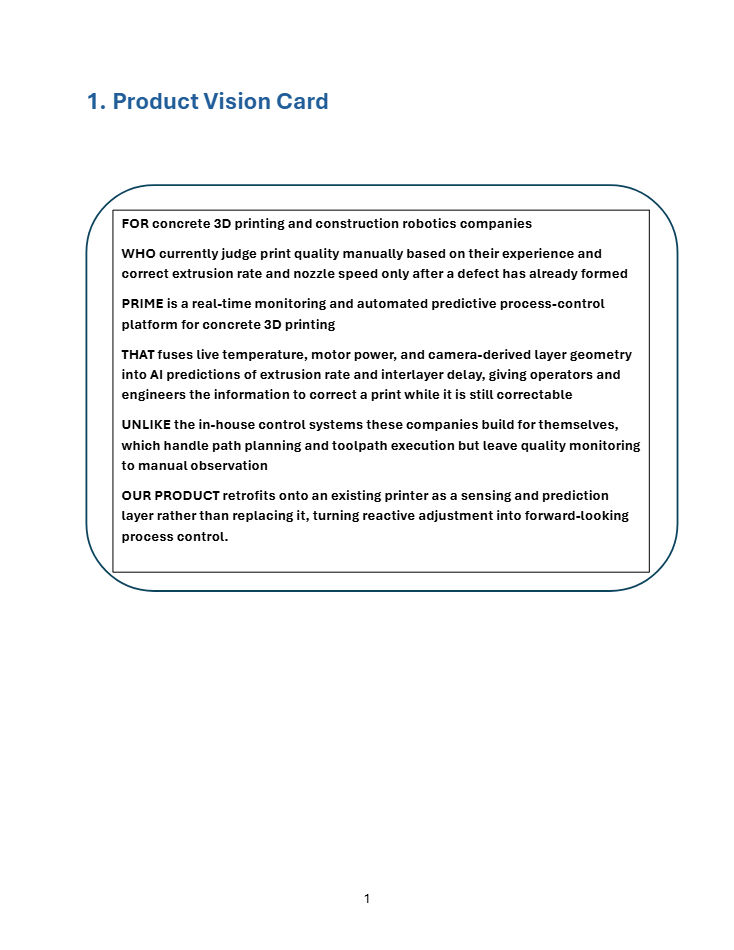 1. Product Vision Card
FOR concrete 3D printing and construction robotics companies
WHO currently judge print quality manually based on their experience and
correct extrusion rate and nozzle speed only after a defect has already formed
PRIME is a real-time monitoring and automated predictive process-control
platform for concrete 3D printing
THAT fuses live temperature, motor power, and camera-derived layer geometry
into AI predictions of extrusion rate and interlayer delay, giving operators and
engineers the information to correct a print while it is still correctable
UNLIKE the in-house control systems these companies build for themselves,
which handle path planning and toolpath execution but leave quality monitoring
to manual observation
OUR PRODUCT retrofits onto an existing printer as a sensing and prediction
layer rather than replacing it, turning reactive adjustment into forward-looking
process control.
1